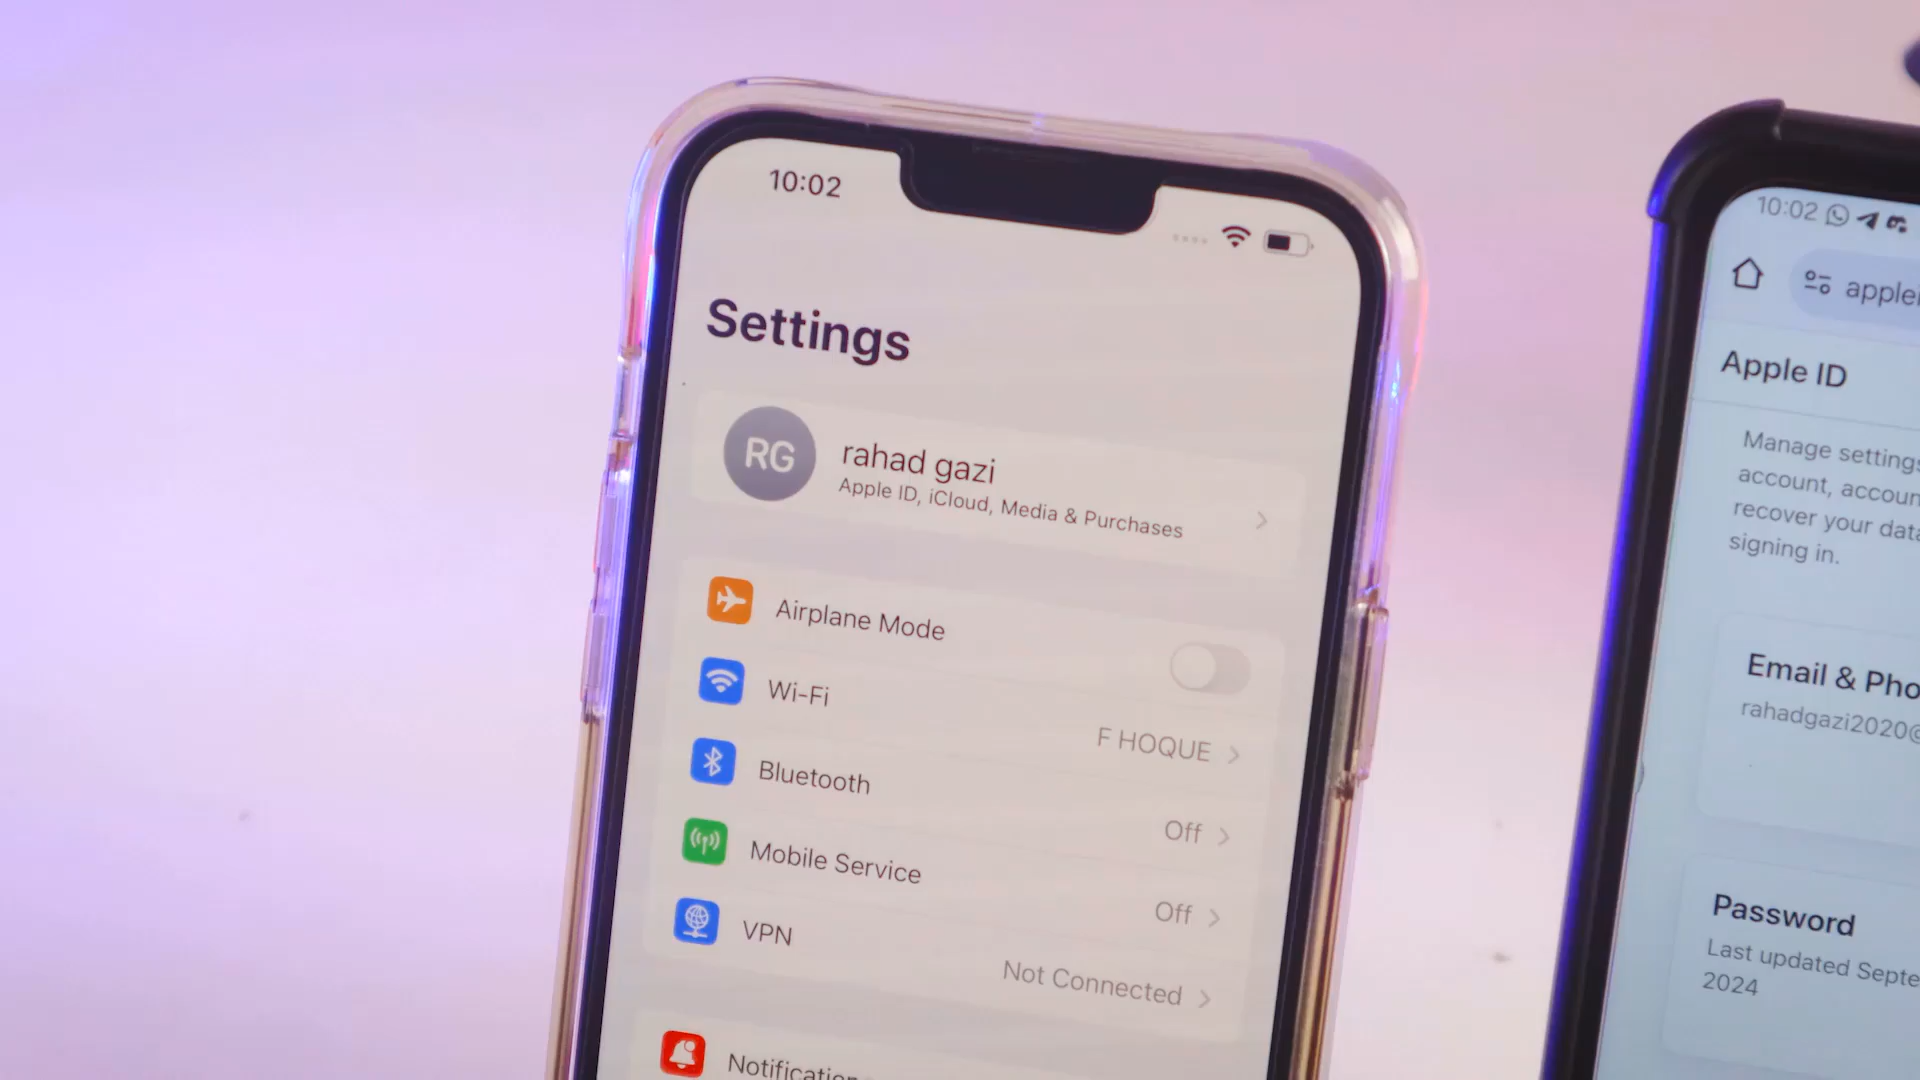 10:02
Settings
RG
rahad gazi
Apple ID, iCloud, Media & Purchases
Airplane Mode
Wi-Fi
F HOQUE
Bluetooth
Off
Mobile Service
Off
VPN
Not Connected
10:02
Apple ID
Manage settings
account, accoun
recover your data
signing in.
Email & Pho
rahadgazi2020@
Password
Last updated Septe
2024